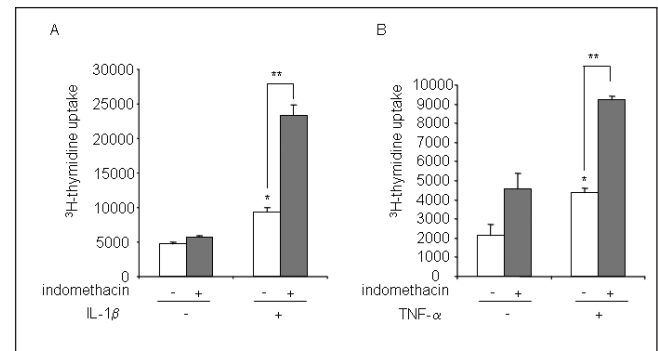 A
³H-thymidine uptake
30000
25000
20000
15000
10000
5000
0
*
**
indomethacin - + - +
IL-1β - +
B
³H-thymidine uptake
10000
9000
8000
7000
6000
5000
4000
3000
2000
1000
0
*
**
indomethacin - + - +
TNF-α - +